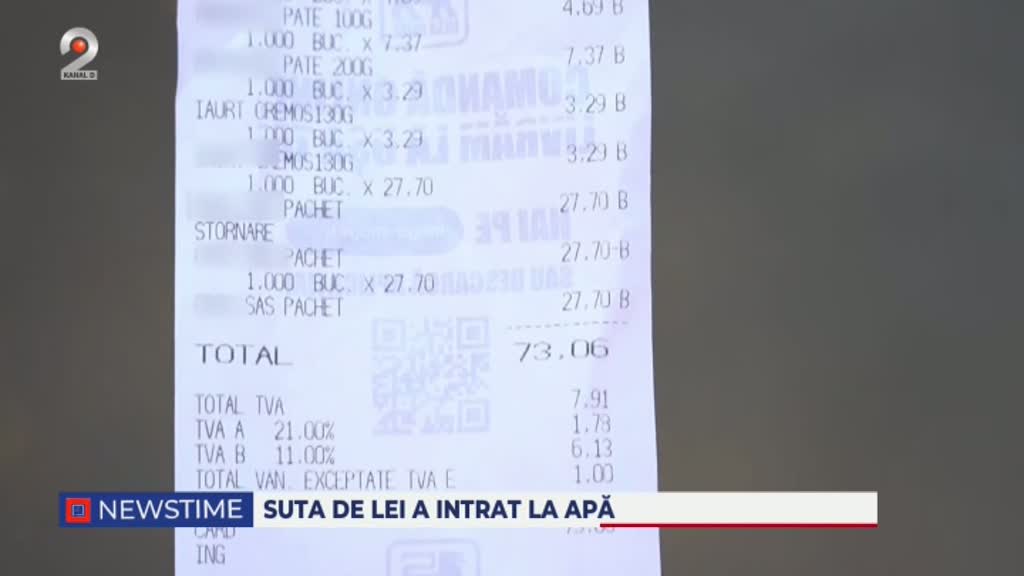 KANAL D
PATE 100G
4.69 B
1.000 BUC. X 7.37
PATE 200G
7.37 B
1.000 BUC. X 3.29
IAURT CREMOS130G
3.29 B
1.000 BUC. X 3.29
EMOS130G
3.29 B
1.000 BUC. X 27.70
PACHET
27.70 B
STORNARE
PACHET
27.70-B
1.000 BUC. X 27.70
SAS PACHET
27.70 B
TOTAL 73,06
TOTAL TVA 7.91
TVA A 21.00% 1.78
TVA B 11.00% 6.13
TOTAL VAN. EXCEPTATE TVA E 1.00
NEWSTIME SUTA DE LEI A INTRAT LA APĂ
CARD
ING